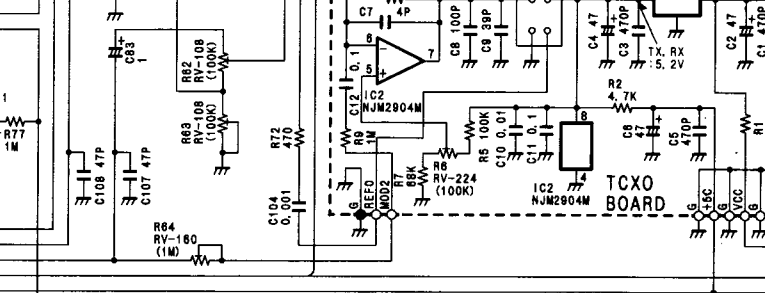 C7
4P
C8 100P
C9 39P
C4 47
C3 470P
TX, RX
:5.2V
C2 47
C1 470P
C83
1
R62
RV-108
(100K)
6
5
7
C12 0.1
IC2
NJM2904M
R2
4.7K
1
R77
1M
R63
RV-108
(100K)
R72
470
R9
1M
R5 100K
C10 0.01
C11 0.1
8
4
C6
47
C5
470P
R1
C108 47P
C107 47P
R7
68K
R6
RV-224
(100K)
IC2
NJM2904M
TCXO
BOARD
C104
0.001
G
REF0
MOD2
G
+5C
VCC
G
R64
RV-160
(1M)